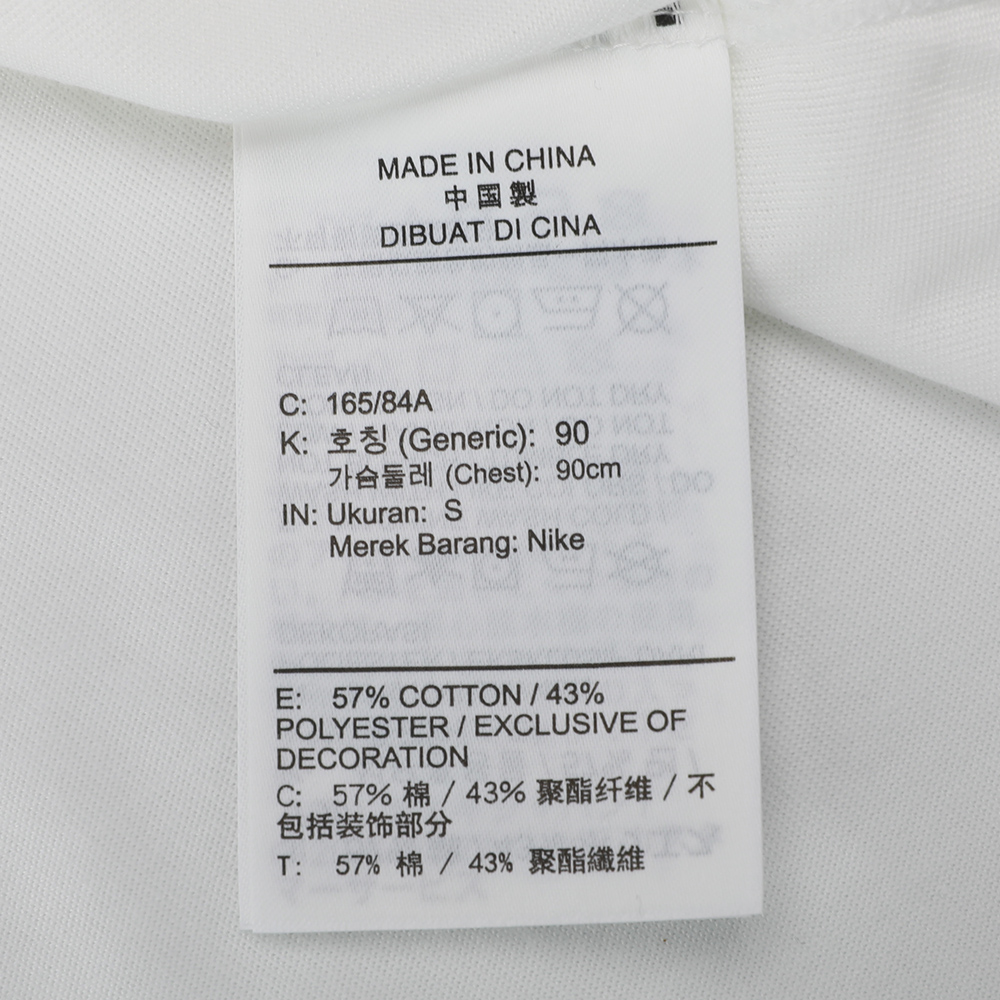 MADE IN CHINA
中国製
DIBUAT DI CINA
C: 165/84A
K: 호칭 (Generic): 90
가슴둘레 (Chest): 90cm
IN: Ukuran: S
Merek Barang: Nike
E: 57% COTTON / 43%
POLYESTER / EXCLUSIVE OF
DECORATION
C: 57% 棉 / 43% 聚酯纤维 / 不
包括装饰部分
T: 57% 棉 / 43% 聚酯纖維